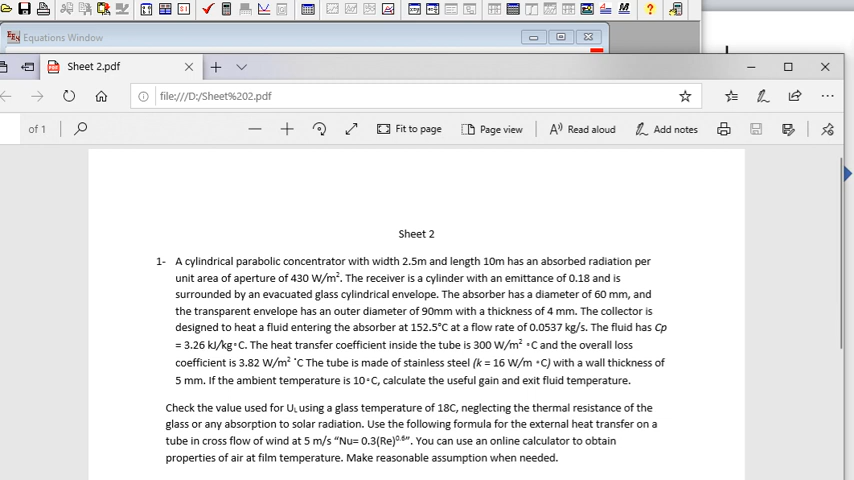 Equations Window
Sheet 2.pdf
file:///D:/Sheet%202.pdf
of 1
Fit to page
Page view
Read aloud
Add notes
Sheet 2
1- A cylindrical parabolic concentrator with width 2.5m and length 10m has an absorbed radiation per
unit area of aperture of 430 W/m². The receiver is a cylinder with an emittance of 0.18 and is
surrounded by an evacuated glass cylindrical envelope. The absorber has a diameter of 60 mm, and
the transparent envelope has an outer diameter of 90mm with a thickness of 4 mm. The collector is
designed to heat a fluid entering the absorber at 152.5°C at a flow rate of 0.0537 kg/s. The fluid has Cp
= 3.26 kJ/kg∘C. The heat transfer coefficient inside the tube is 300 W/m² ∘C and the overall loss
coefficient is 3.82 W/m² °C The tube is made of stainless steel (k = 16 W/m ∘C) with a wall thickness of
5 mm. If the ambient temperature is 10∘C, calculate the useful gain and exit fluid temperature.
Check the value used for U_L using a glass temperature of 18C, neglecting the thermal resistance of the
glass or any absorption to solar radiation. Use the following formula for the external heat transfer on a
tube in cross flow of wind at 5 m/s “Nu= 0.3(Re)^0.6”. You can use an online calculator to obtain
properties of air at film temperature. Make reasonable assumption when needed.